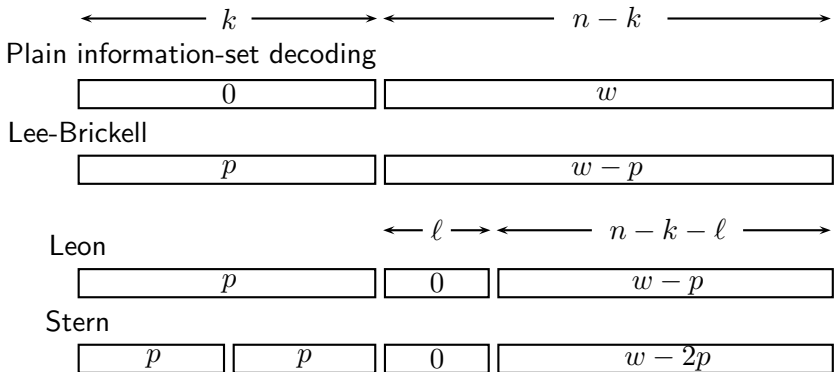 k n − k
Plain information-set decoding
0 w
Lee-Brickell
p w − p
ℓ n − k − ℓ
Leon
p 0 w − p
Stern
p p 0 w − 2p